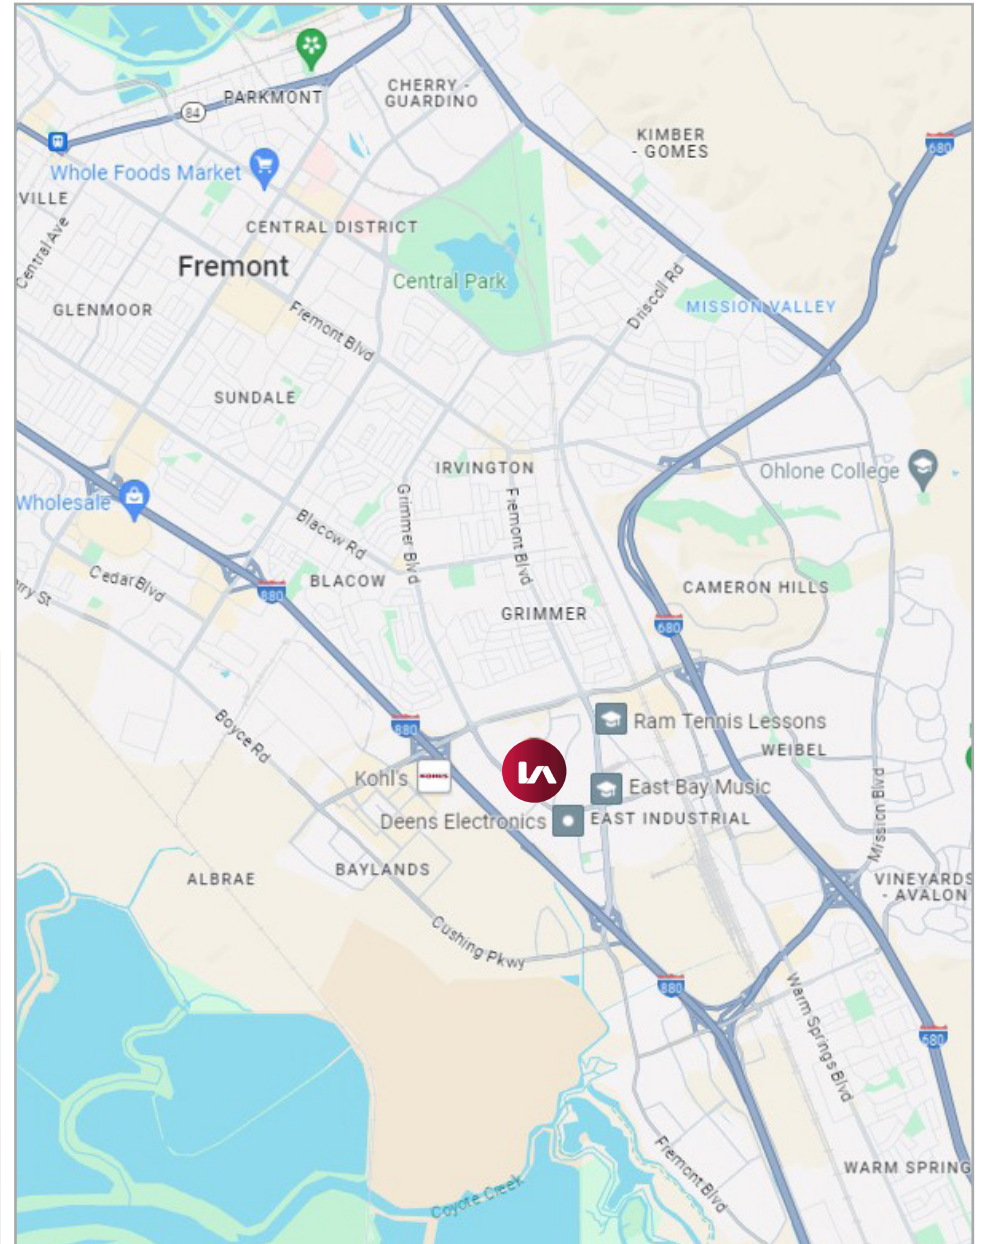 PARKMONT
CHERRY -
GUARDINO
84
KIMBER
- GOMES
680
Whole Foods Market
VILLE
Central Ave
CENTRAL DISTRICT
Fremont
Central Park
GLENMOOR
Fremont Blvd
Driscoll Rd
MISSION VALLEY
SUNDALE
IRVINGTON
Ohlone College
Wholesale
Grimmer Blvd
Fremont Blvd
Blacow Rd
Cedar Blvd
rry St
880
BLACOW
CAMERON HILLS
GRIMMER
680
Boyce Rd
880
Ram Tennis Lessons
WEIBEL
Kohl's
KOHL'S
East Bay Music
Deens Electronics
EAST INDUSTRIAL
Mission Blvd
ALBRAE
BAYLANDS
VINEYARDS
- AVALON
Cushing Pkwy
880
Warm Springs Blvd
680
Fremont Blvd
WARM SPRING
Coyote Creek